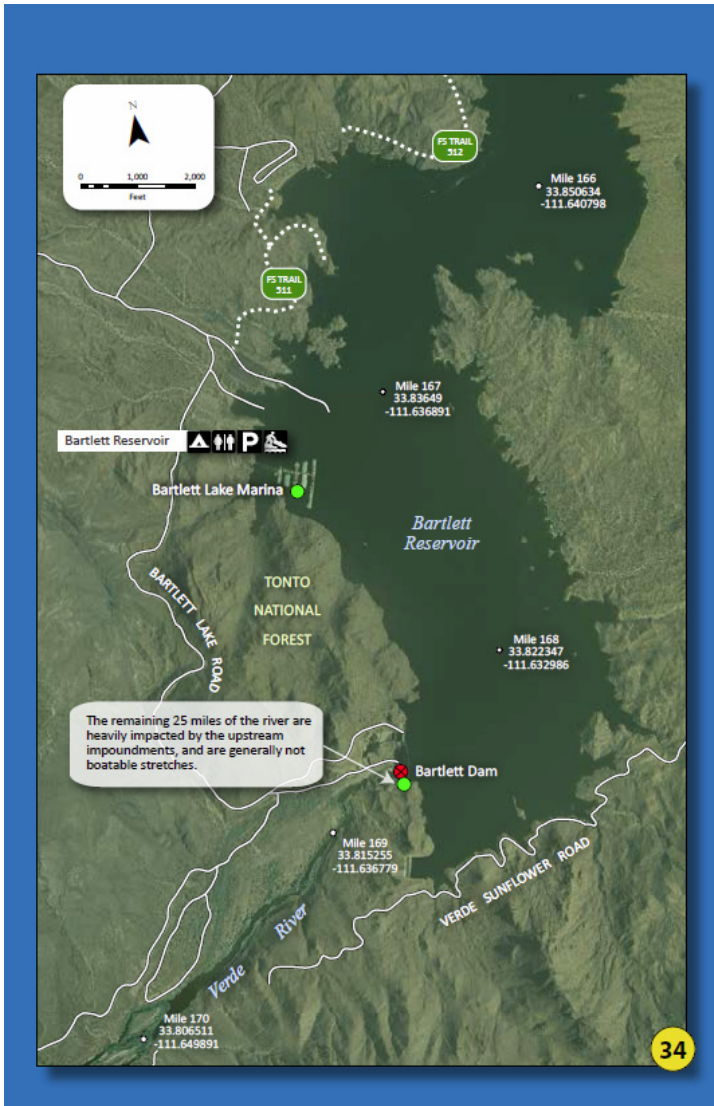 N
0 1,000 2,000
Feet
FS TRAIL
512
Mile 166
33.850634
-111.640798
FS TRAIL
511
Mile 167
33.83649
-111.636891
Bartlett Reservoir
P
Bartlett Lake Marina
Bartlett
Reservoir
TONTO
NATIONAL
FOREST
BARTLETT LAKE ROAD
Mile 168
33.822347
-111.632986
The remaining 25 miles of the river are
heavily impacted by the upstream
impoundments, and are generally not
boatable stretches.
Bartlett Dam
Mile 169
33.815255
-111.636779
VERDE SUNFLOWER ROAD
Verde River
Mile 170
33.806511
-111.649891
34